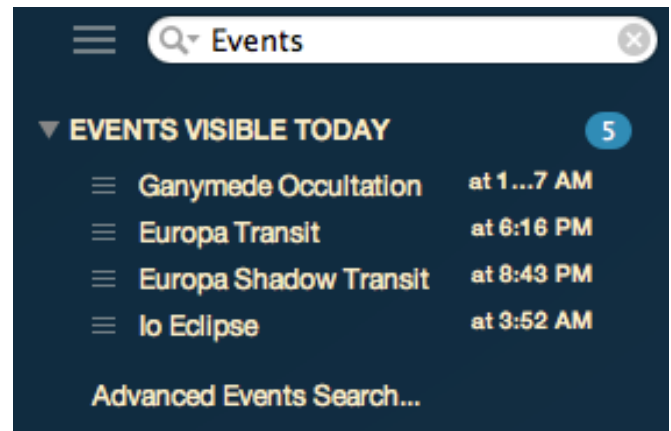 Events
EVENTS VISIBLE TODAY 5
Ganymede Occultation at 1...7 AM
Europa Transit at 6:16 PM
Europa Shadow Transit at 8:43 PM
Io Eclipse at 3:52 AM
Advanced Events Search...